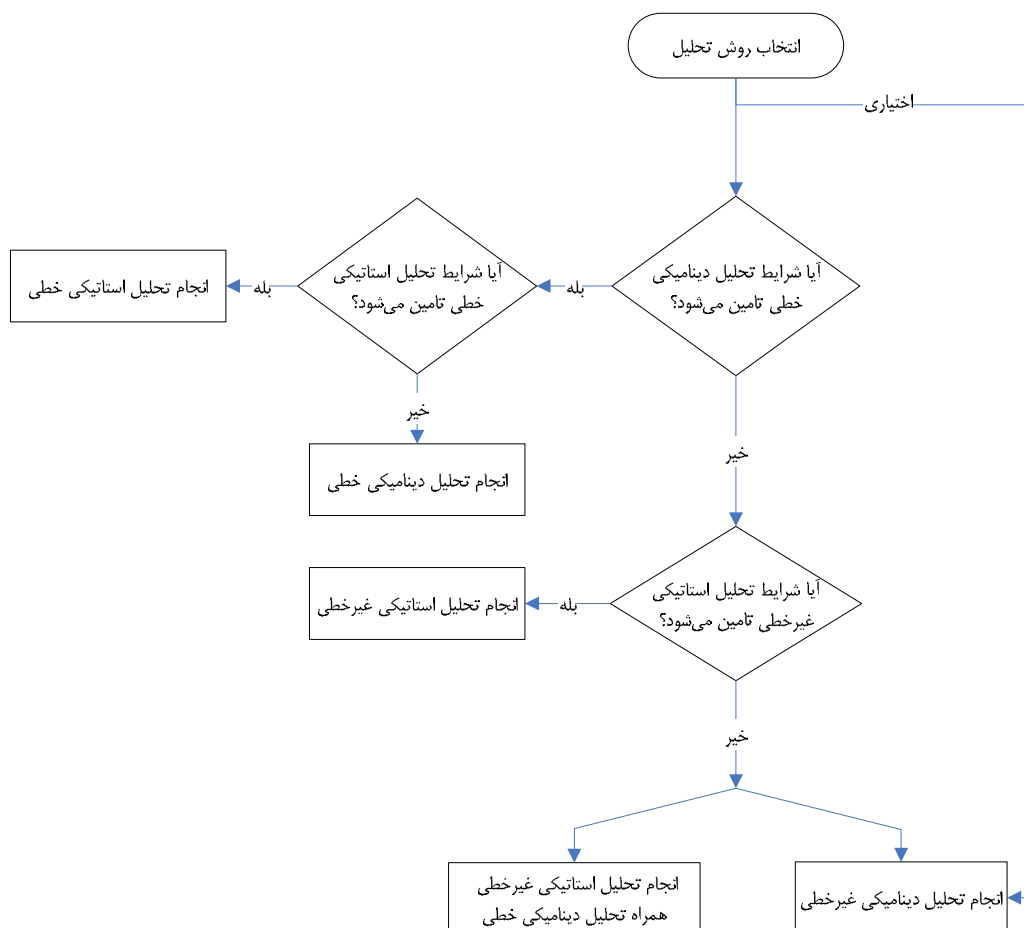 انتخاب روش تحلیل
اختیاری
آیا شرایط تحلیل دینامیکی
خطی تامین می‌شود؟
بله
آیا شرایط تحلیل استاتیکی
خطی تامین می‌شود؟
بله
انجام تحلیل استاتیکی خطی
خیر
انجام تحلیل دینامیکی خطی
خیر
آیا شرایط تحلیل استاتیکی
غیرخطی تامین می‌شود؟
بله
انجام تحلیل استاتیکی غیرخطی
خیر
انجام تحلیل دینامیکی غیرخطی
انجام تحلیل استاتیکی غیرخطی
همراه تحلیل دینامیکی خطی